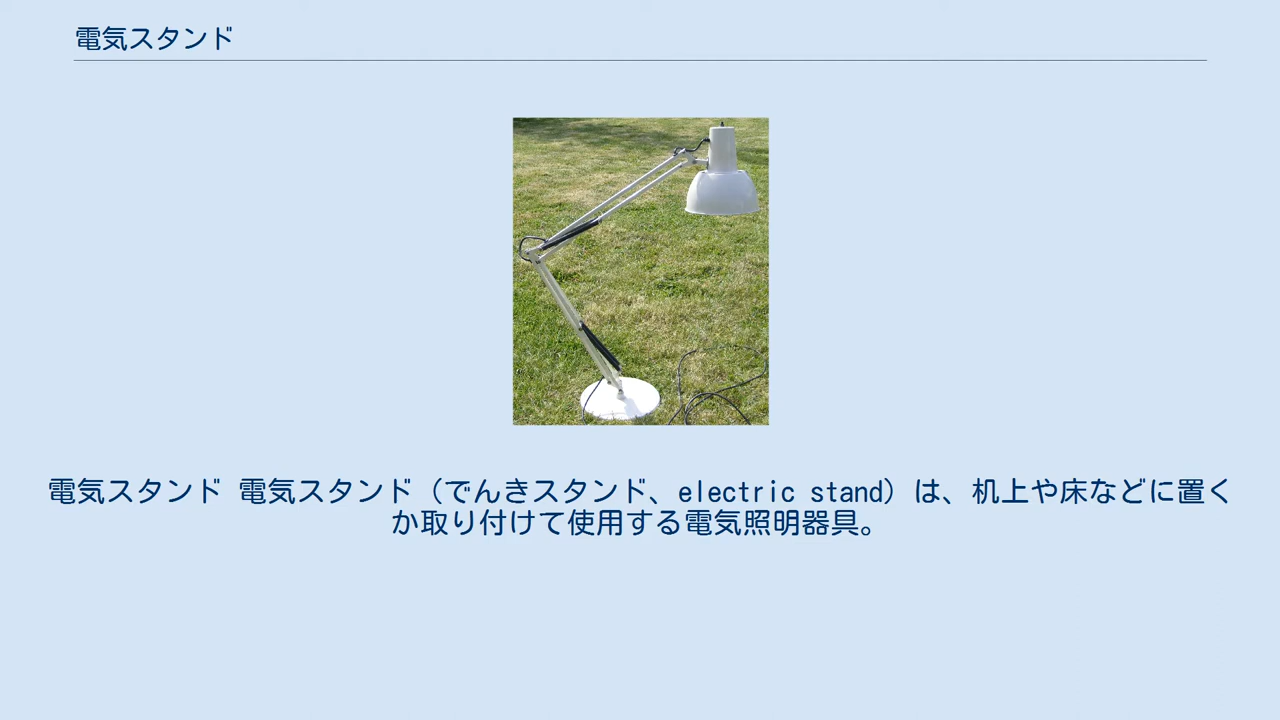 電気スタンド
電気スタンド 電気スタンド（でんきスタンド、electric stand）は、机上や床などに置く
か取り付けて使用する電気照明器具。